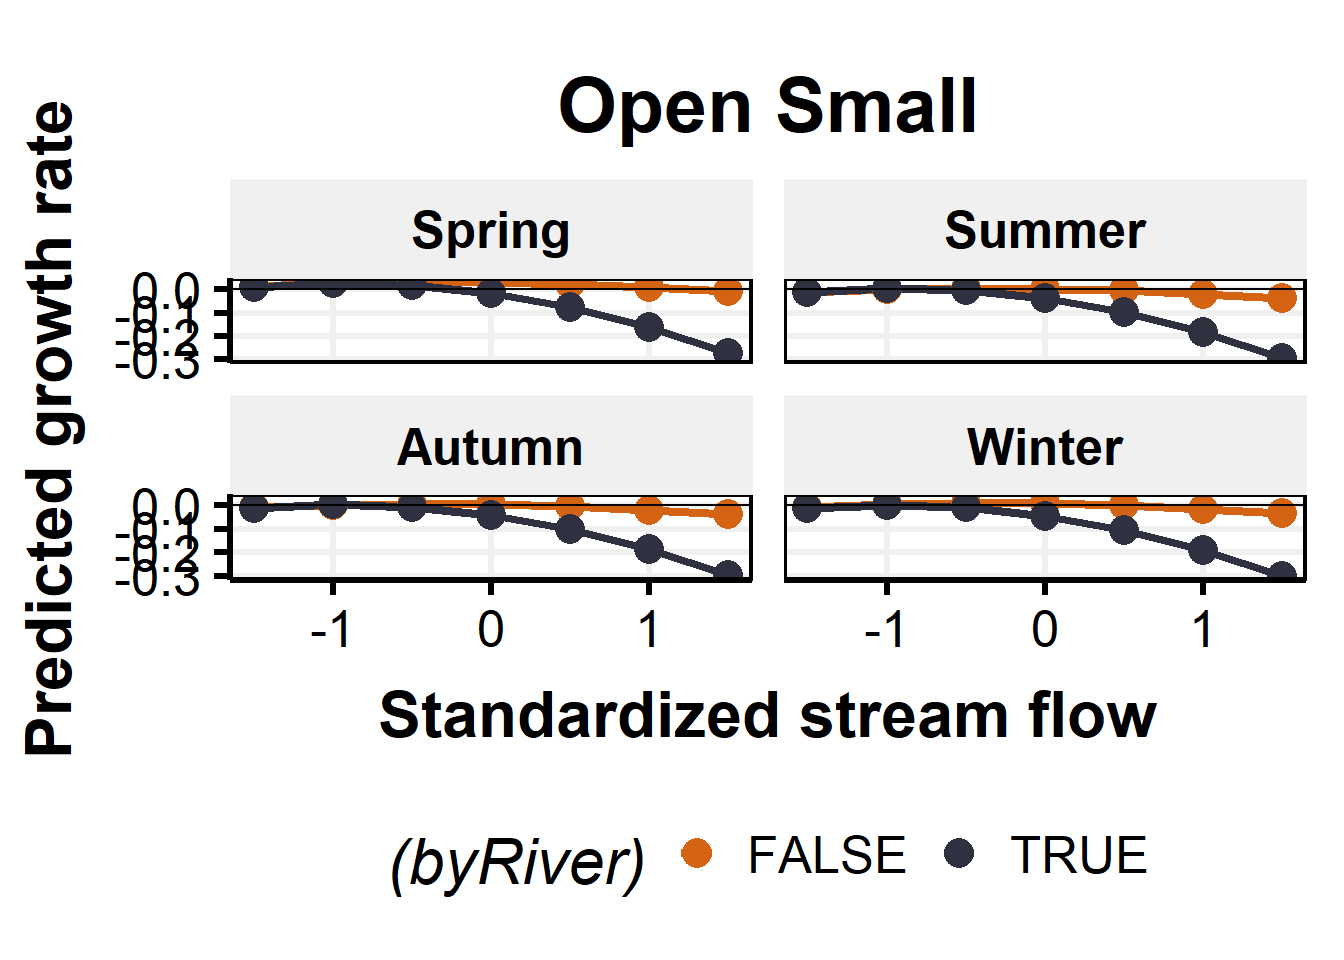 Open Small
Predicted growth rate
Spring
Summer
0.0
-0.1
-0.2
-0.3
Autumn
Winter
0.0
-0.1
-0.2
-0.3
-1 0 1
-1 0 1
Standardized stream flow
(byRiver) FALSE TRUE